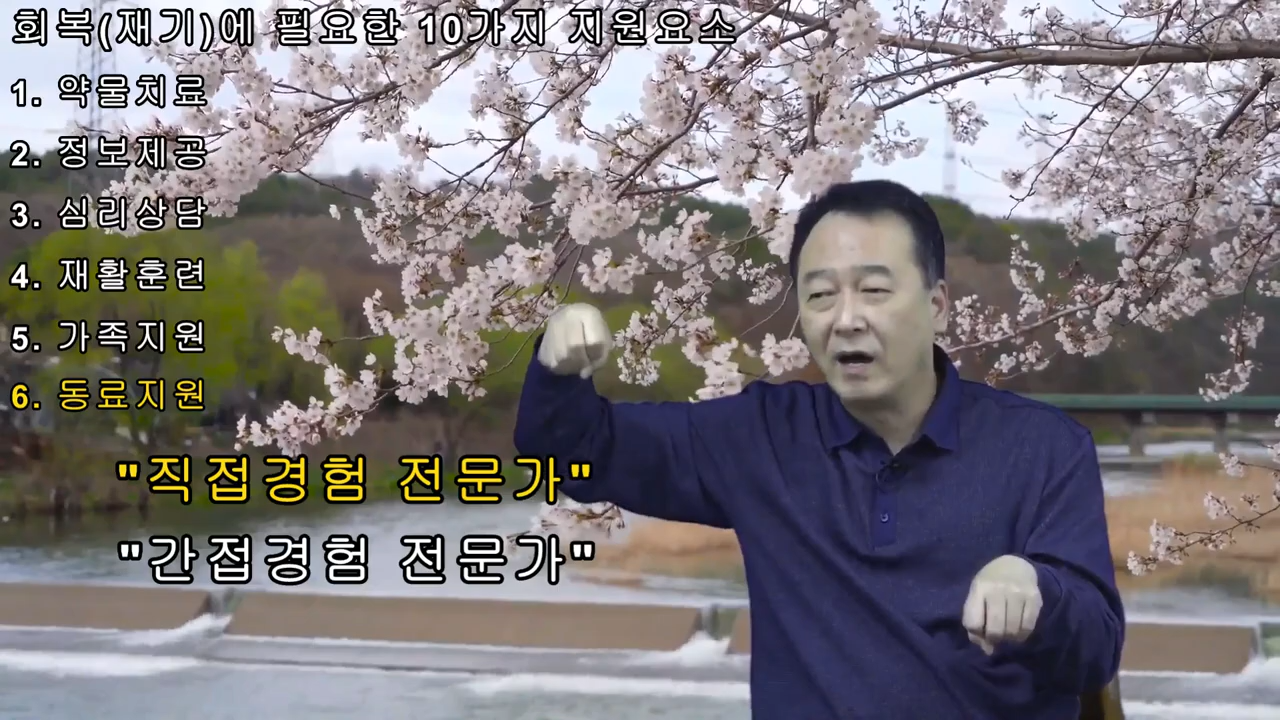 회복(재기)에 필요한 10가지 지원요소
1. 약물치료
2. 정보제공
3. 심리상담
4. 재활훈련
5. 가족지원
6. 동료지원
"직접경험 전문가"
"간접경험 전문가"